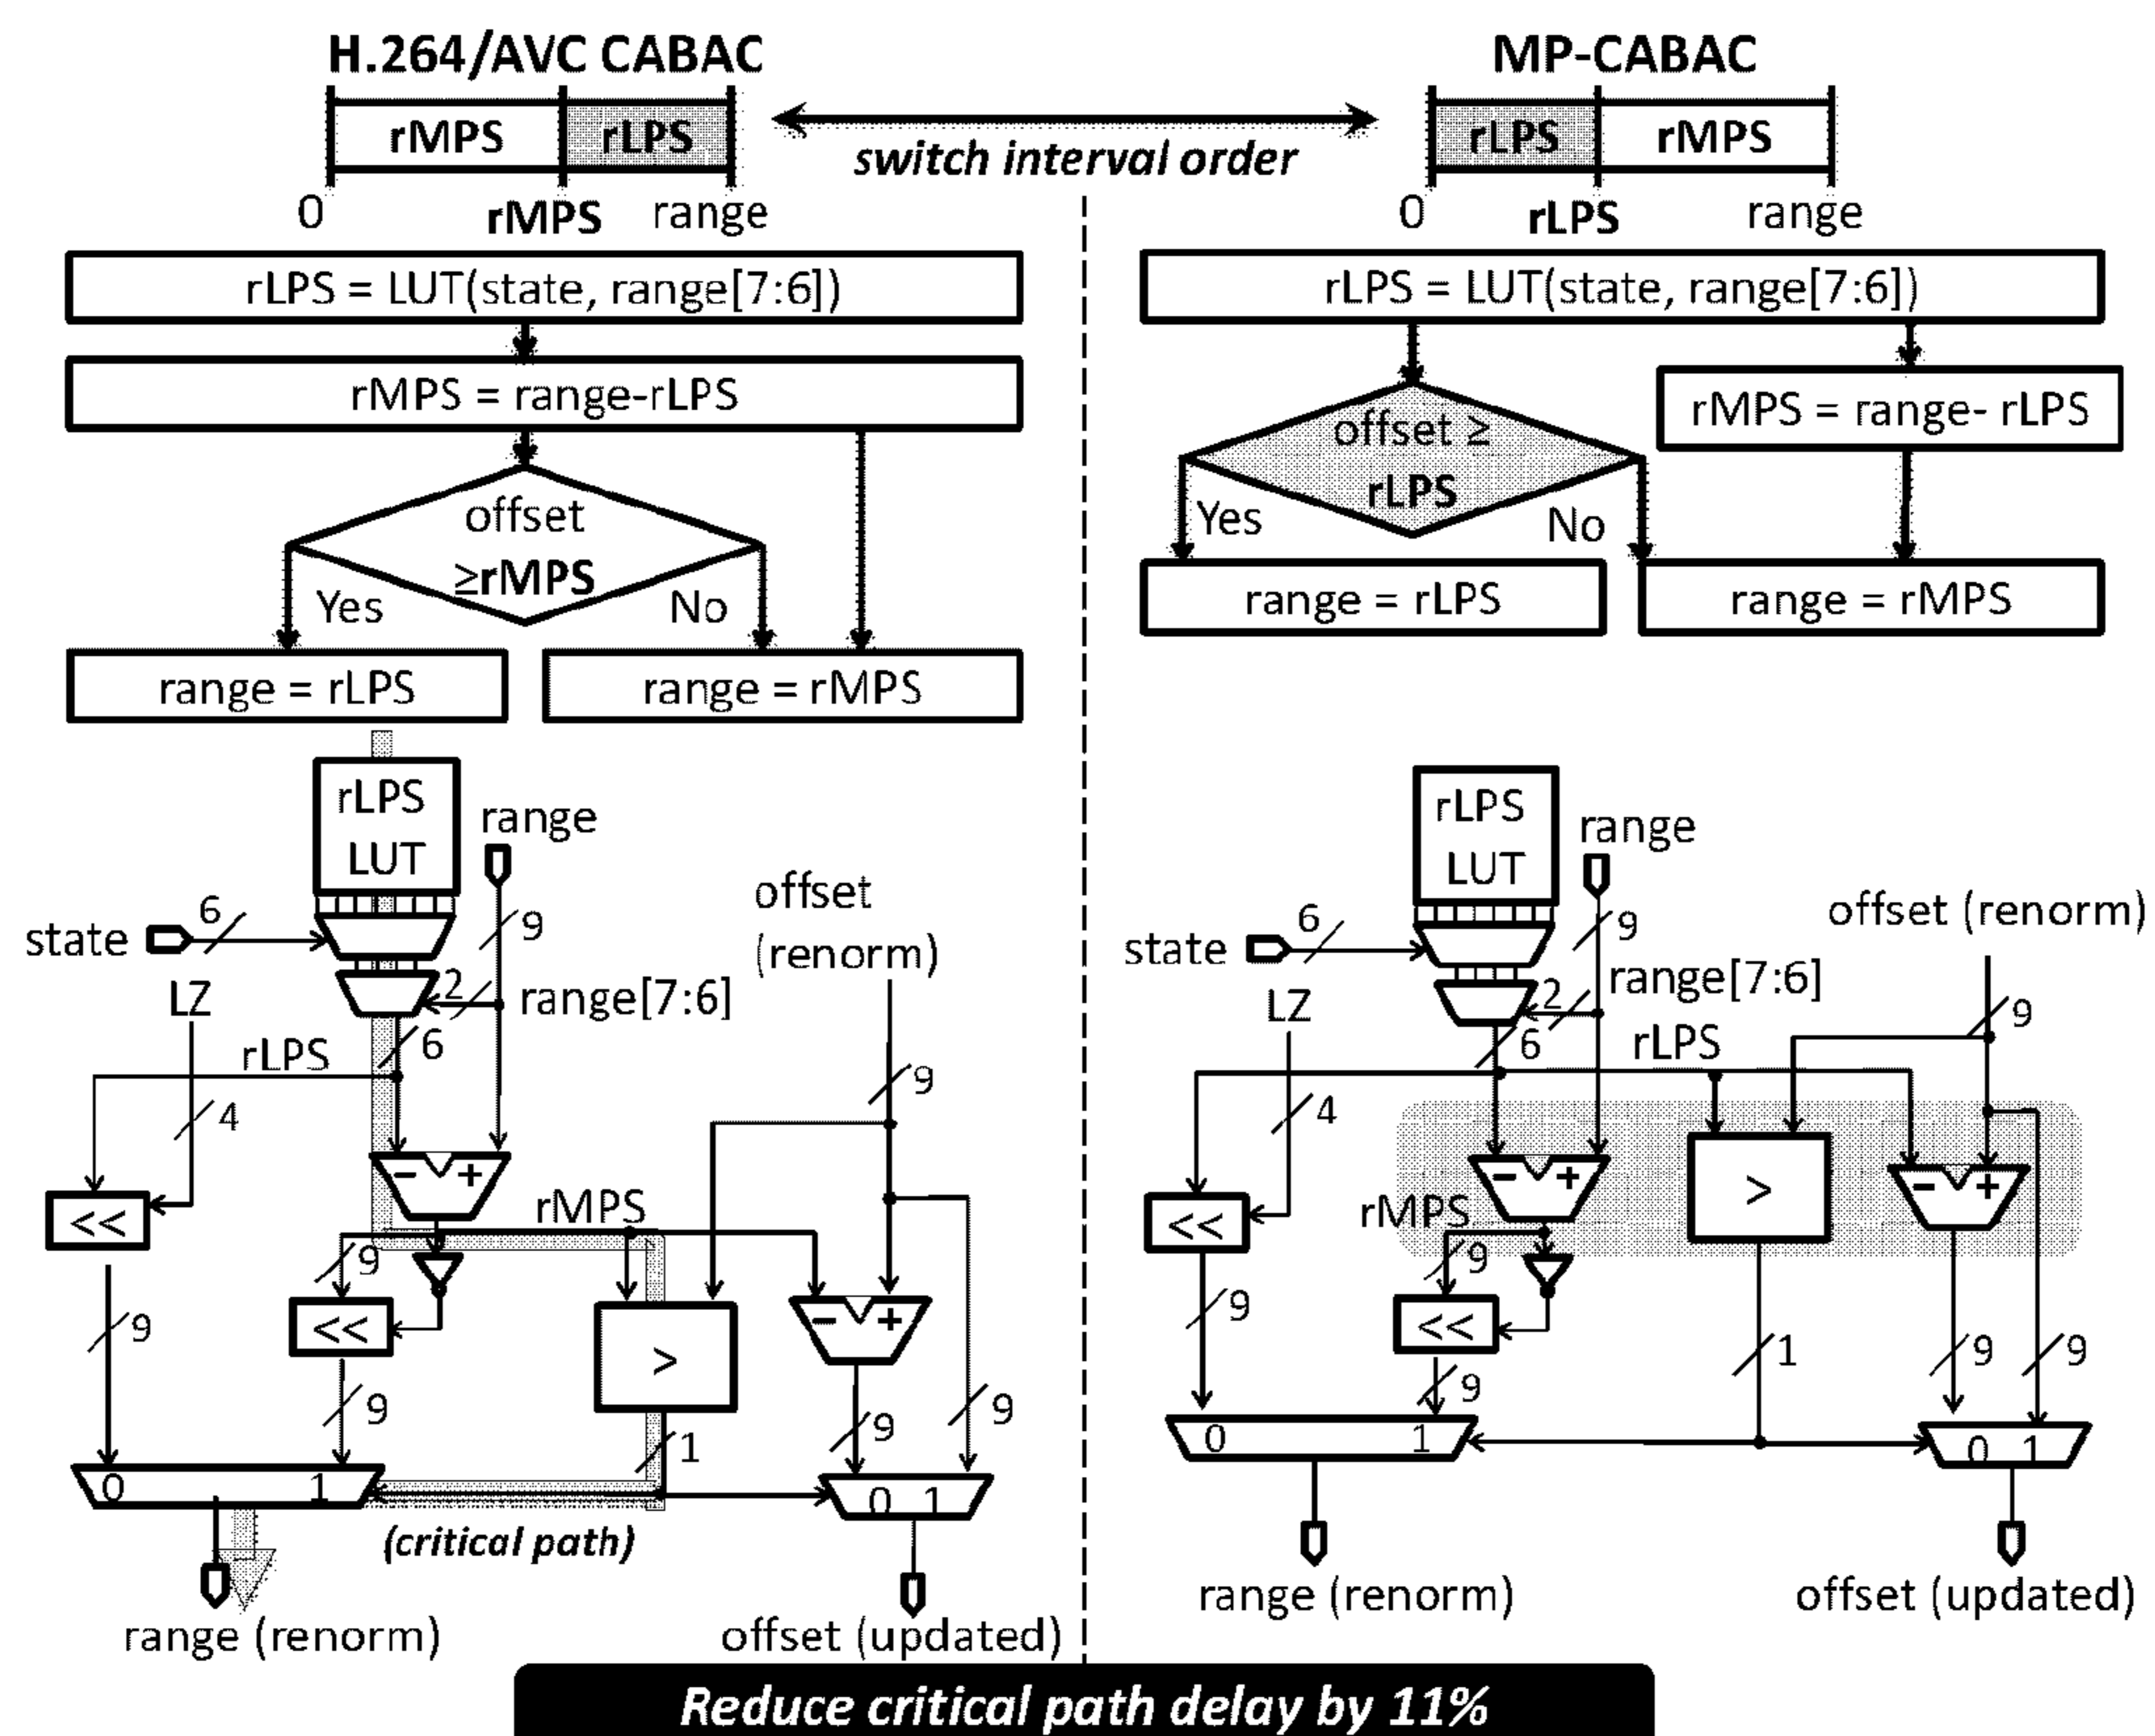 H.264/AVC CABAC
rMPS rLPS
0 rMPS range
switch interval order
MP-CABAC
rLPS rMPS
0 rLPS range
rLPS = LUT(state, range[7:6])
rMPS = range-rLPS
offset
≥rMPS
Yes
No
range = rLPS
range = rMPS
rLPS = LUT(state, range[7:6])
offset ≥
rLPS
rMPS = range- rLPS
Yes
No
range = rLPS
range = rMPS
rLPS
LUT
range
offset
(renorm)
state
6
9
LZ
2
range[7:6]
rLPS
6
4
9
- +
<<
rMPS
9
<<
>
- +
9
9
1
9
9
0 1
0 1
(critical path)
range (renorm)
offset (updated)
rLPS
LUT
range
offset (renorm)
state
6
9
9
LZ
2
range[7:6]
6
rLPS
4
- +
>
- +
<<
rMPS
9
<<
9
9
1
9
9
0 1
0 1
range (renorm)
offset (updated)
Reduce critical path delay by 11%